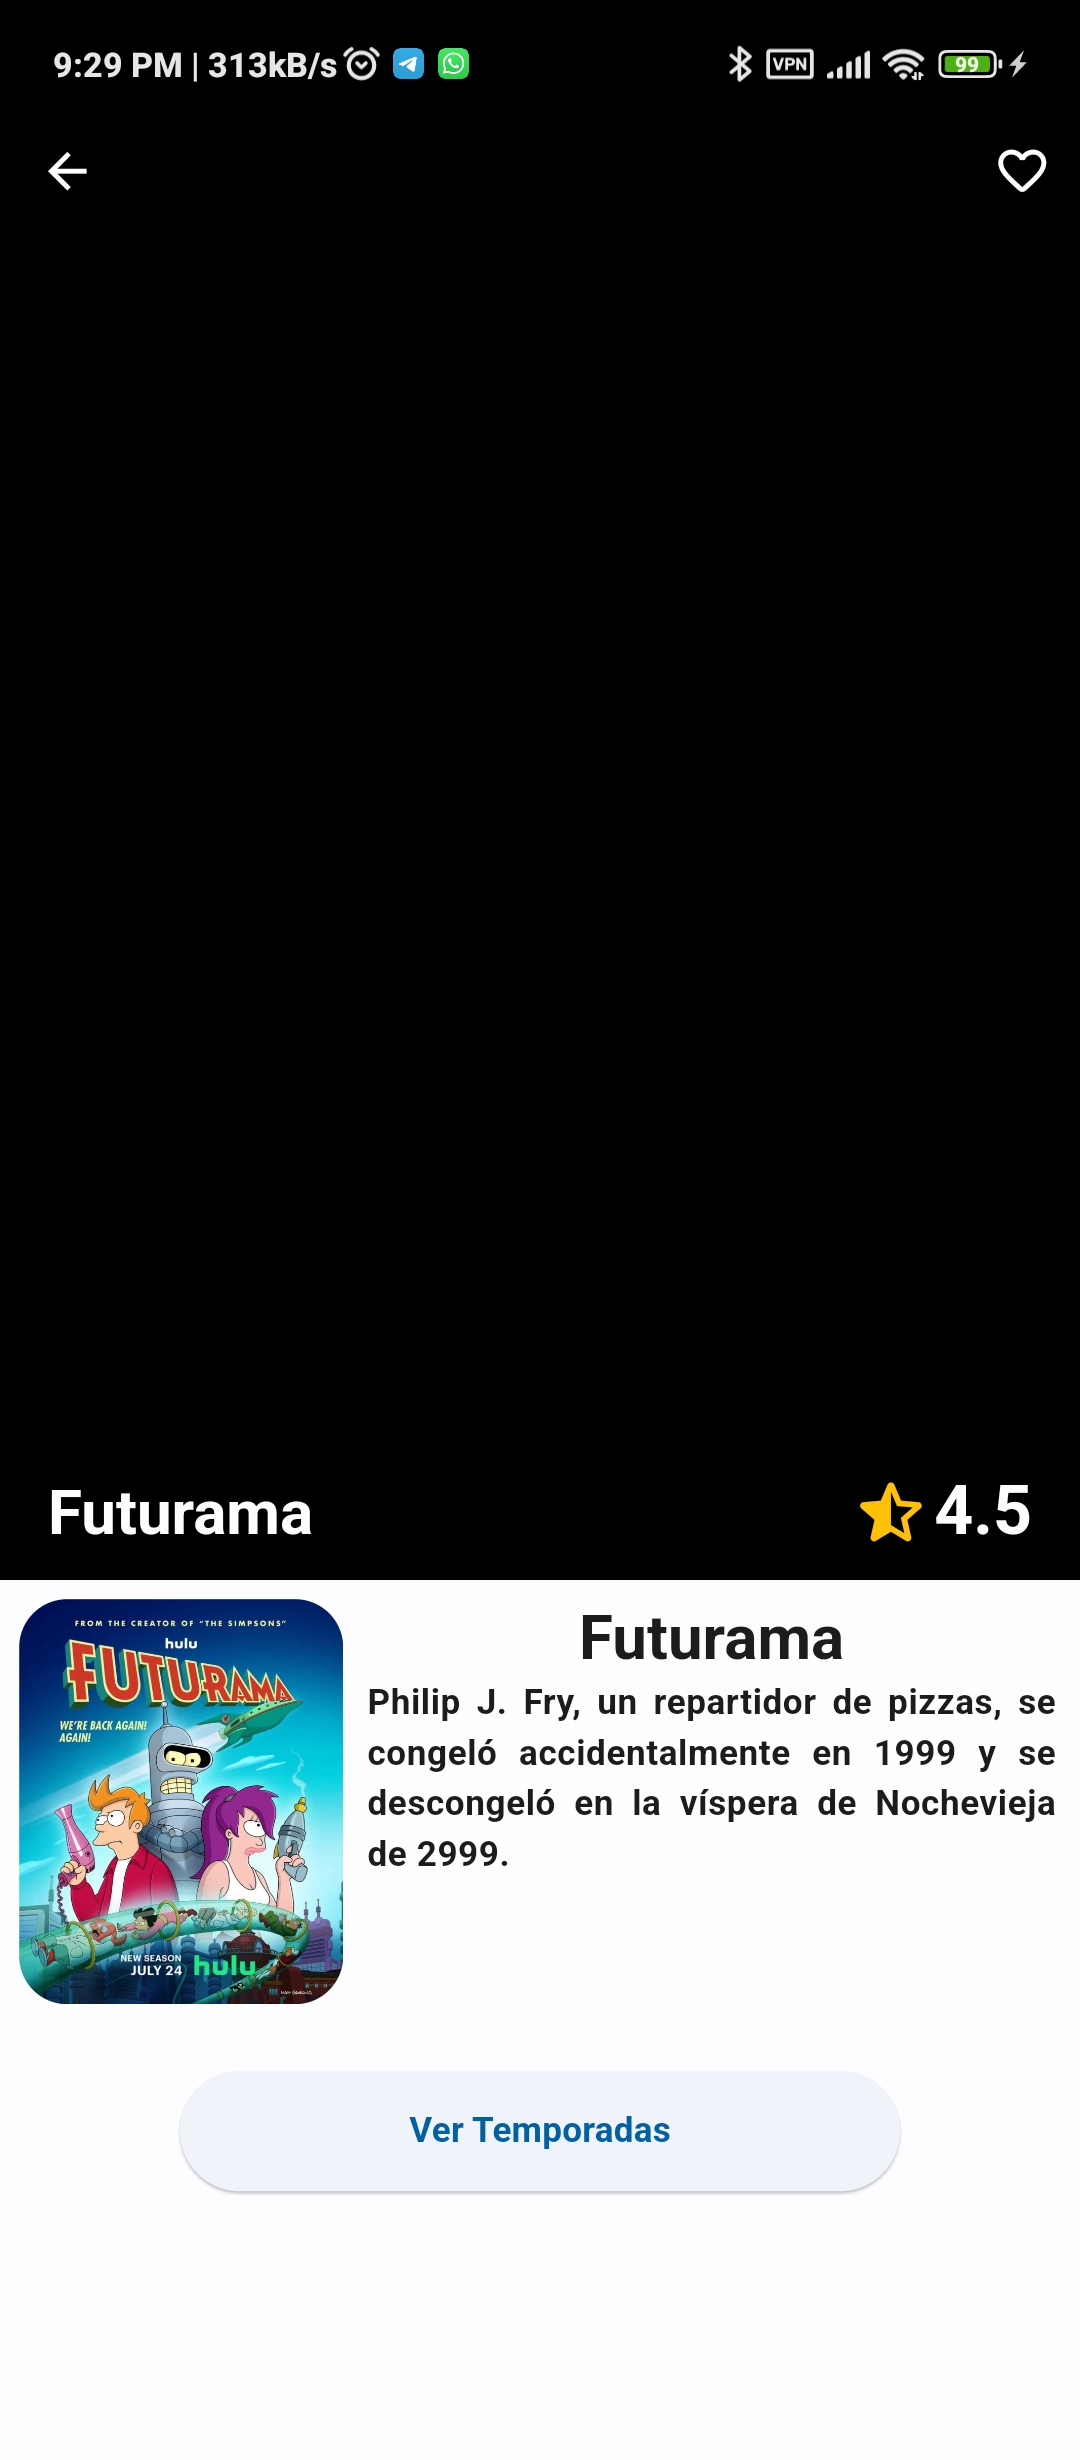 9:29 PM | 313kB/s
VPN
99
Futurama
4.5
FROM THE CREATOR OF "THE SIMPSONS"
hulu
FUTURAMA
WE'RE BACK AGAIN!
AGAIN!
NEW SEASON
JULY 24
hulu
Futurama
Philip J. Fry, un repartidor de pizzas, se
congeló accidentalmente en 1999 y se
descongeló en la víspera de Nochevieja
de 2999.
Ver Temporadas